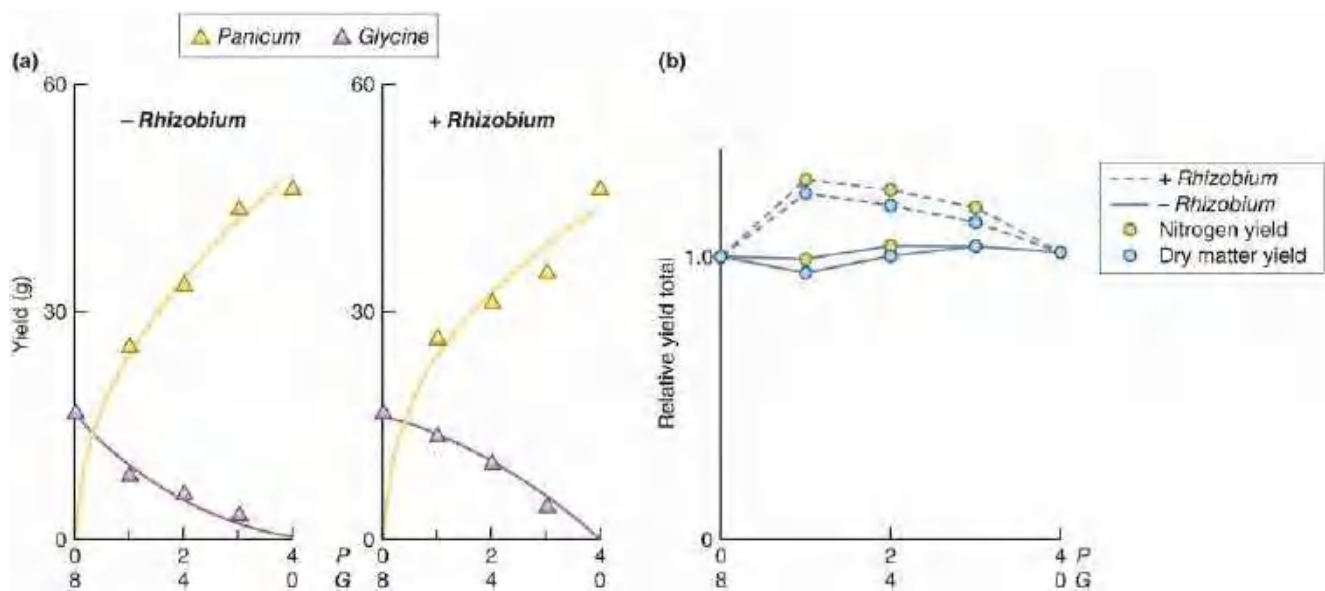 Panicum Glycine
(a)
60
30
0
Yield (g)
– Rhizobium
0 2 4 P
8 4 0 G
60
30
0
+ Rhizobium
0 2 4 P
8 4 0 G
(b)
1.0
0
Relative yield total
0 2 4 P
8 4 0 G
+ Rhizobium
– Rhizobium
Nitrogen yield
Dry matter yield